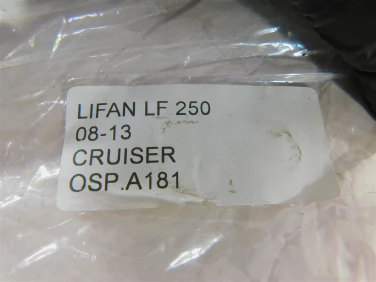 LIFAN LF 250
08-13
CRUISER
OSP.A181